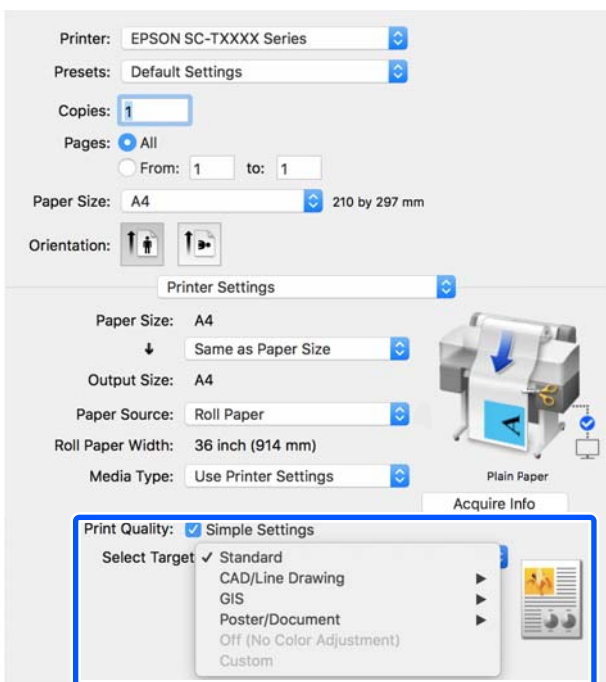 Printer: EPSON SC-TXXXX Series
Presets: Default Settings
Copies: 1
Pages: All
From: 1 to: 1
Paper Size: A4 210 by 297 mm
Orientation:
Printer Settings
Paper Size: A4
Same as Paper Size
Output Size: A4
Paper Source: Roll Paper
Roll Paper Width: 36 inch (914 mm)
Media Type: Use Printer Settings
A
Plain Paper
Acquire Info
Print Quality: Simple Settings
Select Target Standard
CAD/Line Drawing
GIS
Poster/Document
Off (No Color Adjustment)
Custom